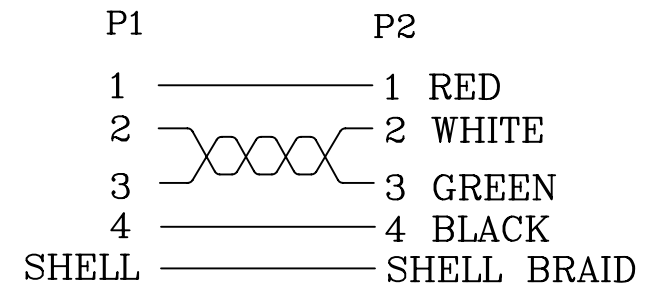 P1 P2
1 1 RED
2 2 WHITE
3 3 GREEN
4 4 BLACK
SHELL SHELL BRAID